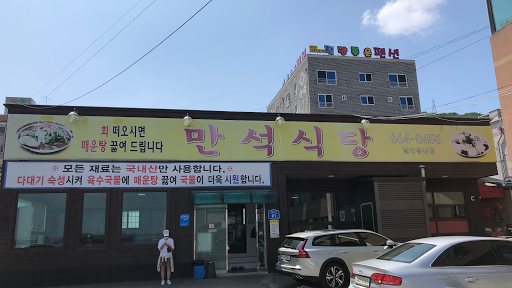 회 떠오시면
매운탕 끓여 드립니다
만석식당
664-8455
※ 모든 재료는 국내산만 사용합니다.※
다대기 숙성시켜 육수국물에 매운탕 끓여 국물이 더욱 시원합니다.